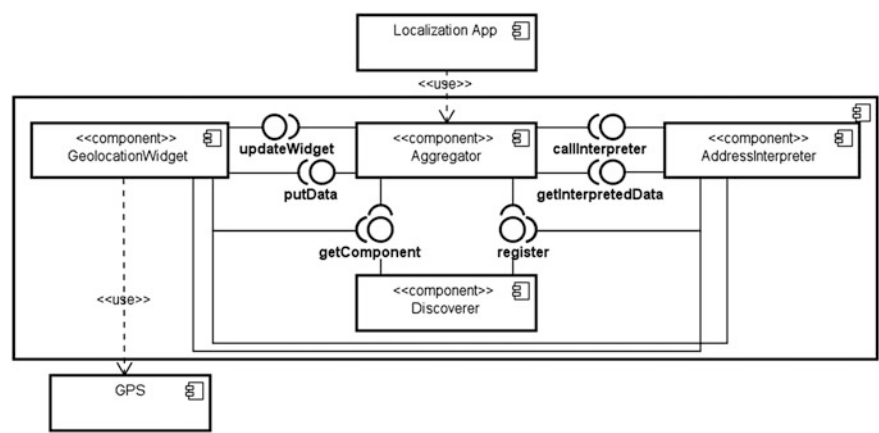 Localization App
<<use>>
<<component>>
GeolocationWidget
updateWidget
<<component>>
Aggregator
callInterpreter
<<component>>
AddressInterpreter
putData
getInterpretedData
getComponent
register
<<component>>
Discoverer
<<use>>
GPS